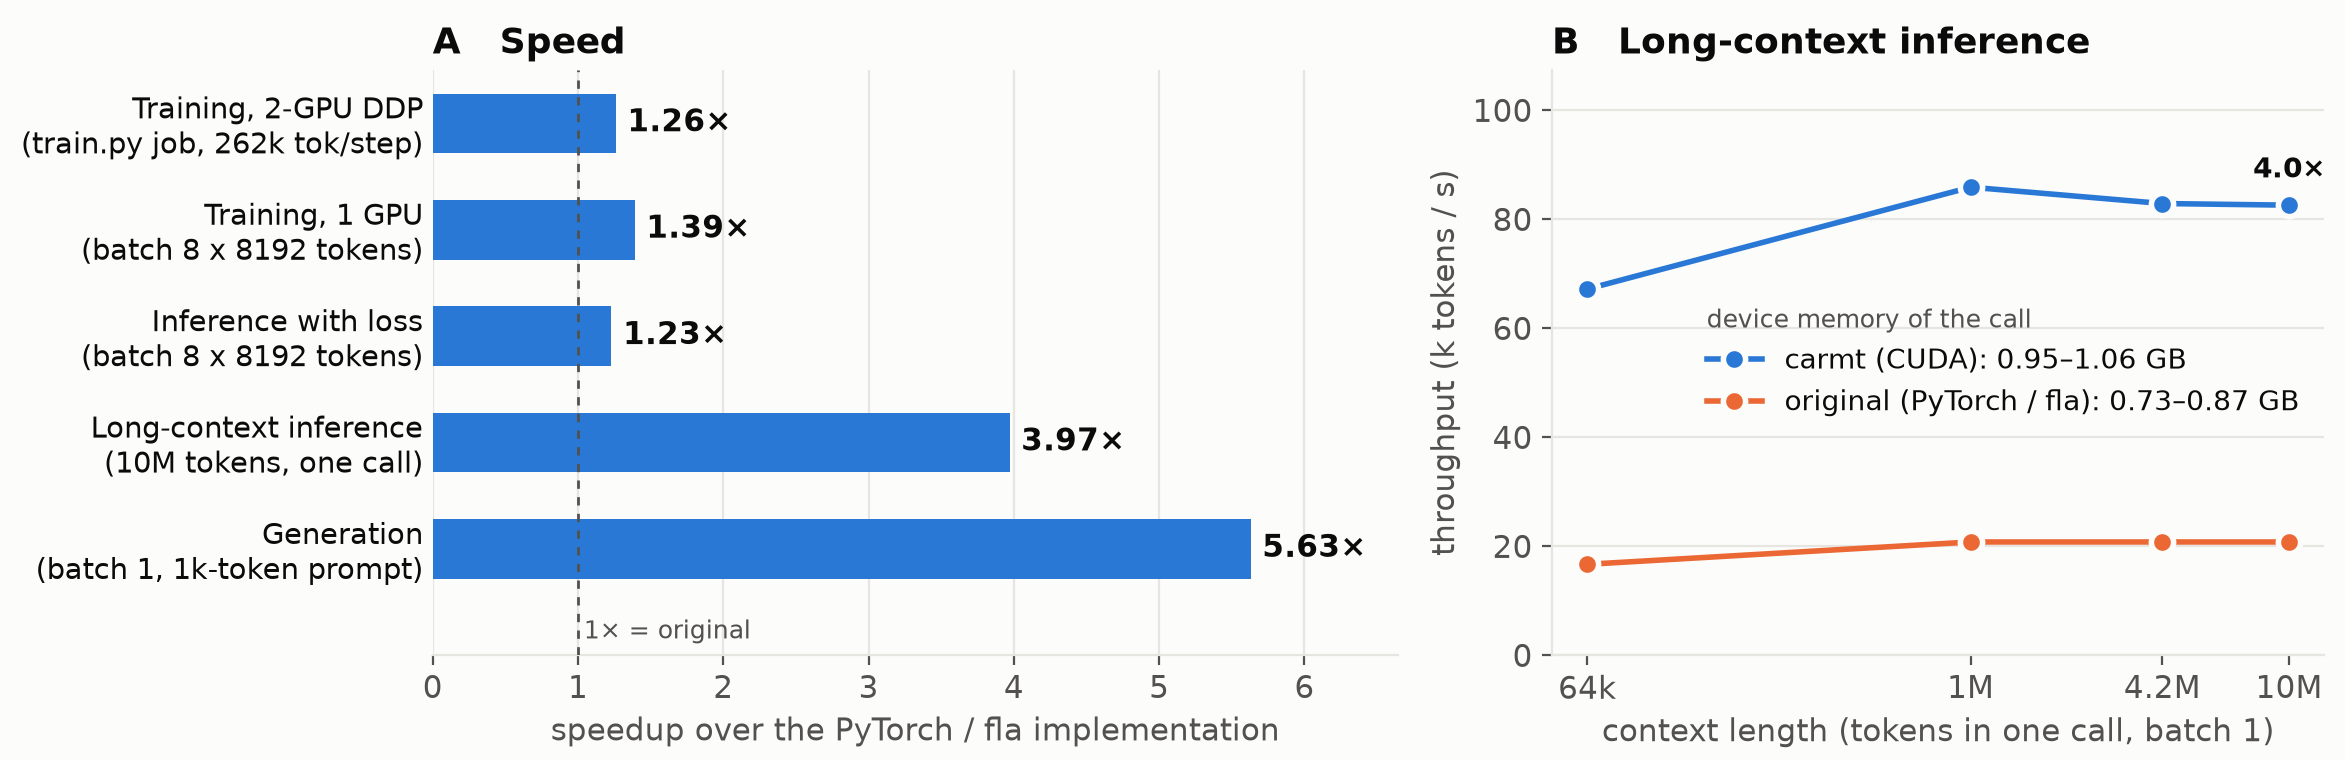 A Speed
Training, 2-GPU DDP
(train.py job, 262k tok/step)
1.26×
Training, 1 GPU
(batch 8 x 8192 tokens)
1.39×
Inference with loss
(batch 8 x 8192 tokens)
1.23×
Long-context inference
(10M tokens, one call)
3.97×
Generation
(batch 1, 1k-token prompt)
5.63×
1× = original
0 1 2 3 4 5 6
speedup over the PyTorch / fla implementation
B Long-context inference
throughput (k tokens / s)
100
80
60
40
20
0
4.0×
device memory of the call
carmt (CUDA): 0.95–1.06 GB
original (PyTorch / fla): 0.73–0.87 GB
64k 1M 4.2M 10M
context length (tokens in one call, batch 1)